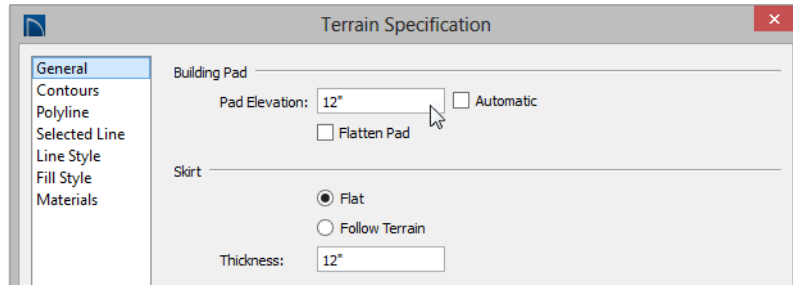 Terrain Specification
General
Contours
Polyline
Selected Line
Line Style
Fill Style
Materials
Building Pad
Pad Elevation: 12" Automatic
Flatten Pad
Skirt
Flat
Follow Terrain
Thickness: 12"